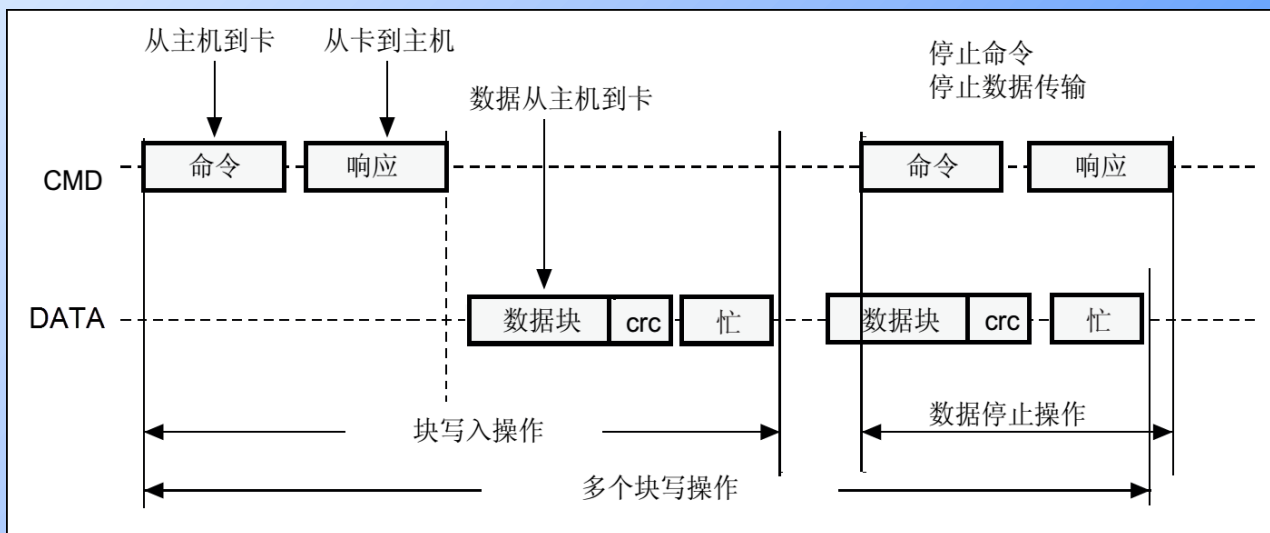 从主机到卡
从卡到主机
停止命令
停止数据传输
数据从主机到卡
CMD
命令
响应
命令
响应
DATA
数据块
crc
忙
数据块
crc
忙
块写入操作
数据停止操作
多个块写操作